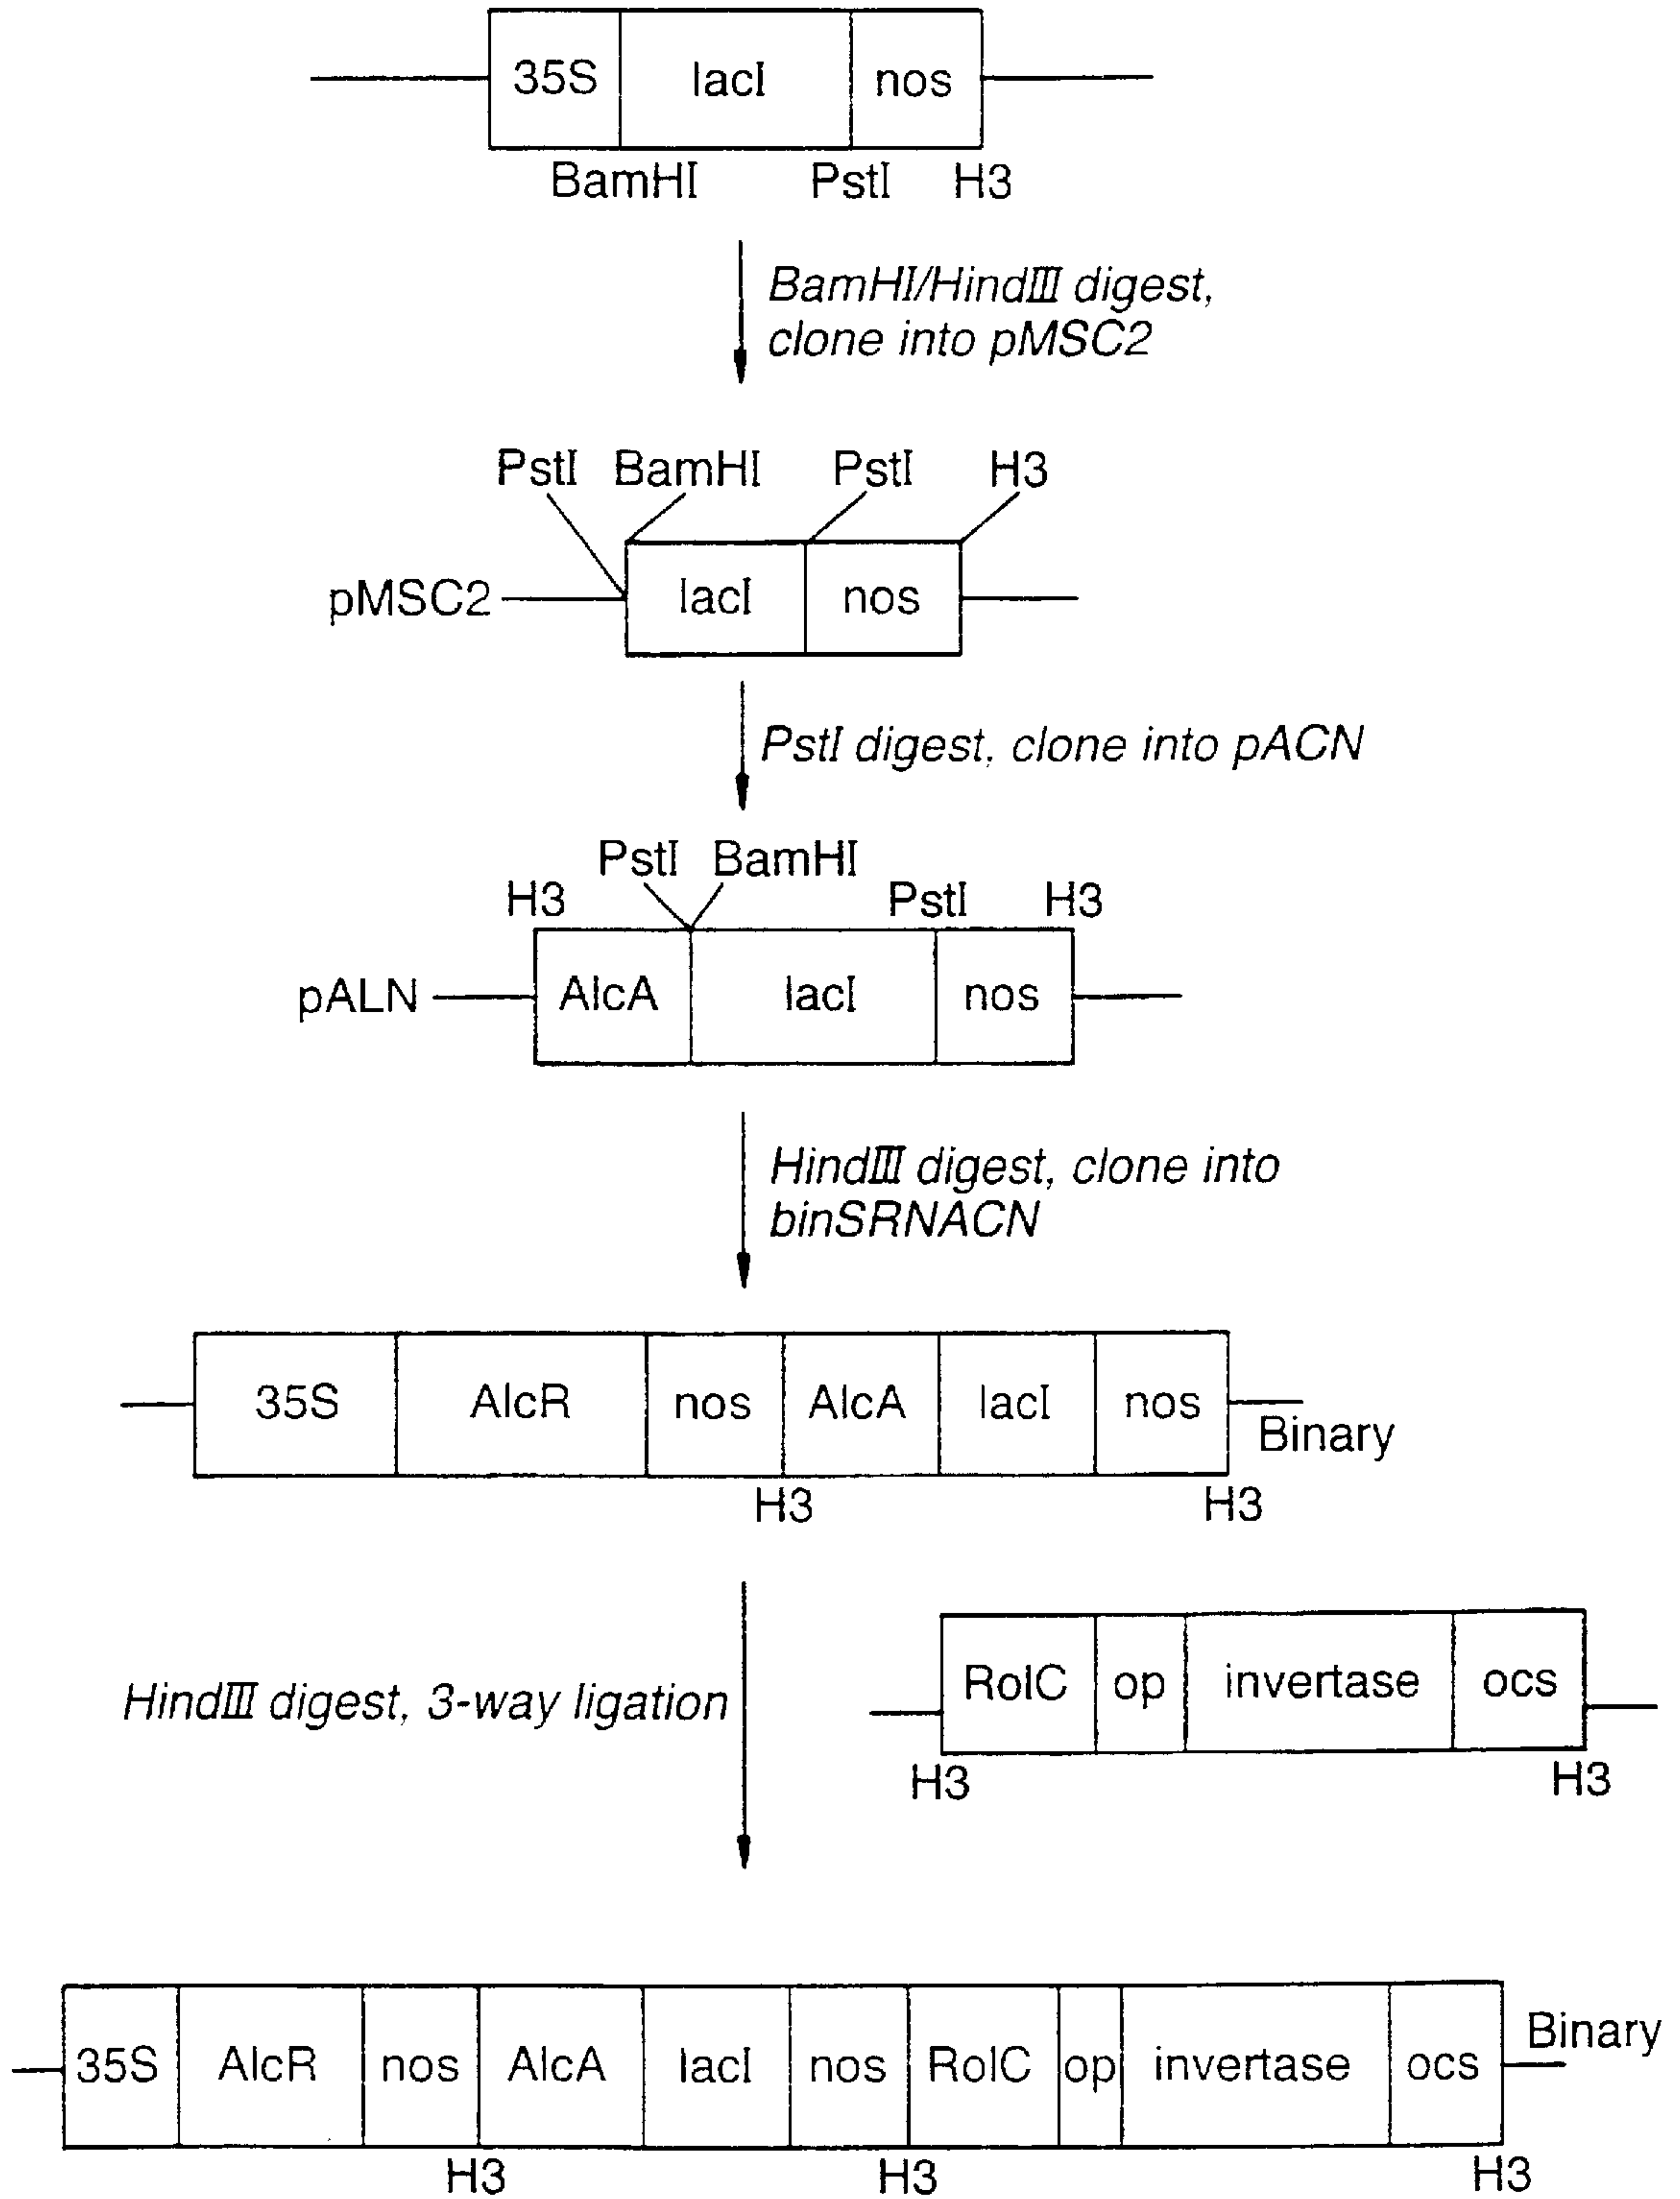 35S lacI nos
BamHI PstI H3
BamHI/HindIII digest,
clone into pMSC2
PstI BamHI PstI H3
pMSC2 lacI nos
PstI digest, clone into pACN
PstI BamHI
H3 PstI H3
pALN AlcA lacI nos
HindIII digest, clone into
binSRNACN
35S AlcR nos AlcA lacI nos
Binary
H3 H3
RolC op invertase ocs
HindIII digest, 3-way ligation
H3 H3
Binary
35S AlcR nos AlcA lacI nos RolC op invertase ocs
H3 H3 H3